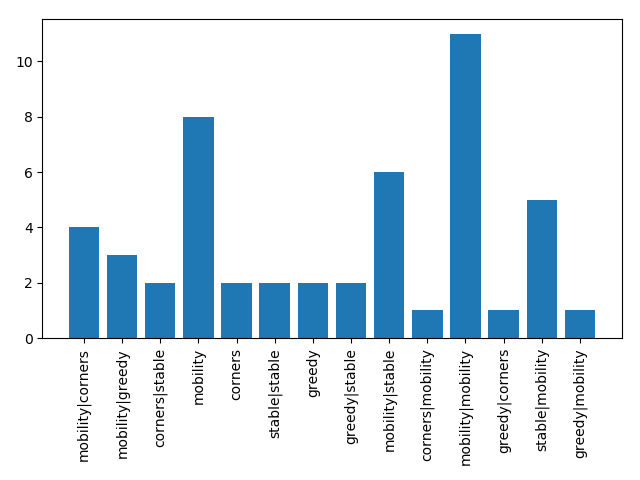 10
8
6
4
2
0
mobility|corners
mobility|greedy
corners|stable
mobility
corners
stable|stable
greedy
greedy|stable
mobility|stable
corners|mobility
mobility|mobility
greedy|corners
stable|mobility
greedy|mobility